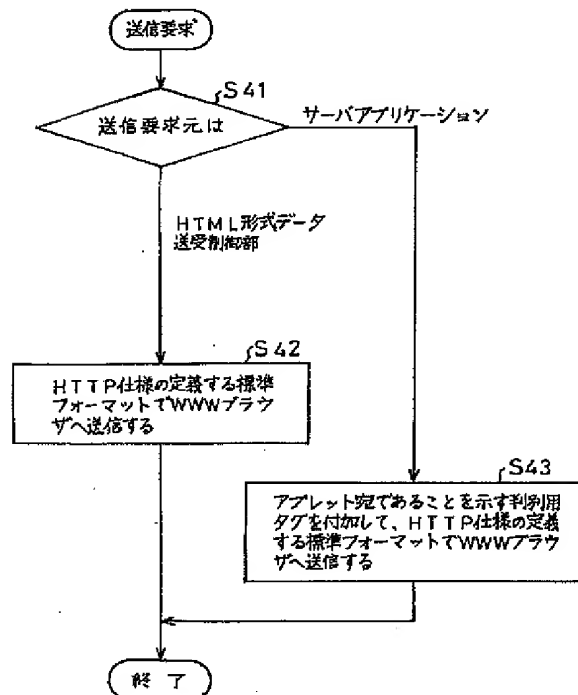 送信要求
S41
送信要求元は
サーバアプリケーション
HTML形式データ
送受制御部
S42
HTTP仕様の定義する標準
フォーマットでWWWブラウ
ザへ送信する
S43
アプレット宛であることを示す判別用
タグを付加して、HTTP仕様の定義
する標準フォーマットでWWWブラウ
ザへ送信する
終了